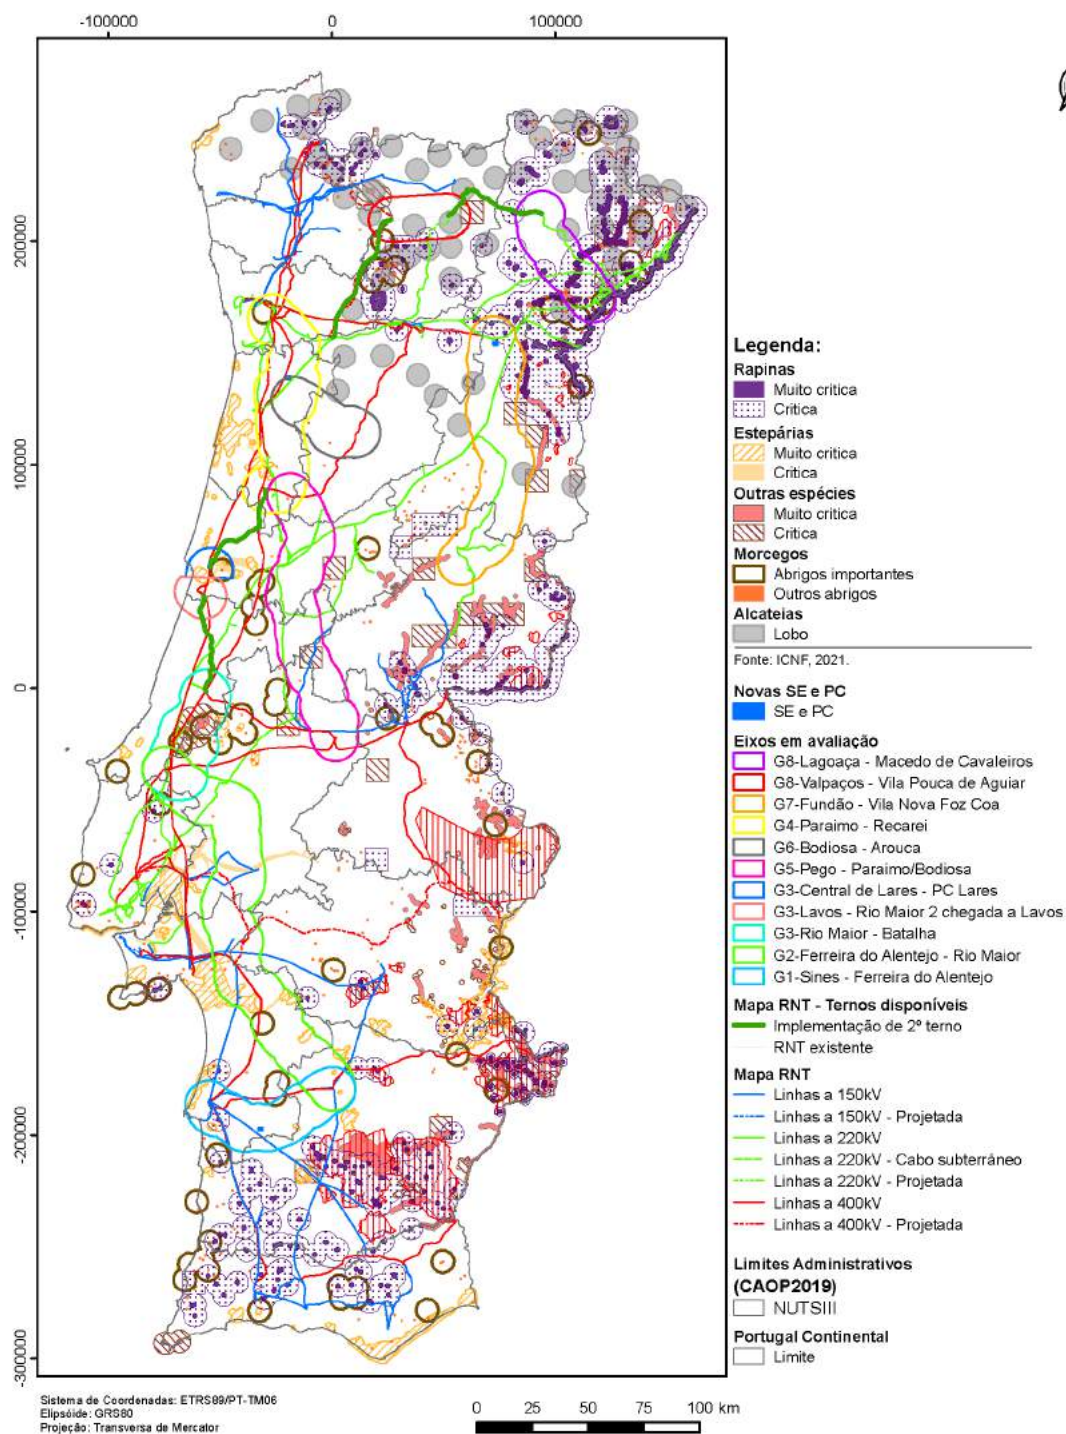 -100000 0 100000
200000
100000
0
-100000
-200000
-300000
Legenda:
Rapinas
Muito critica
Critica
Estepárias
Muito critica
Critica
Outras espécies
Muito critica
Critica
Morcegos
Abrigos importantes
Outros abrigos
Alcateias
Lobo
Fonte: ICNF, 2021.
Novas SE e PC
SE e PC
Eixos em avaliação
G8-Lagoaça - Macedo de Cavaleiros
G8-Valpaços - Vila Pouca de Aguiar
G7-Fundão - Vila Nova Foz Coa
G4-Paraimo - Recarei
G6-Bodiosa - Arouca
G5-Pego - Paraimo/Bodiosa
G3-Central de Lares - PC Lares
G3-Lavos - Rio Maior 2 chegada a Lavos
G3-Rio Maior - Batalha
G2-Ferreira do Alentejo - Rio Maior
G1-Sines - Ferreira do Alentejo
Mapa RNT - Ternos disponíveis
Implementação de 2º terno
RNT existente
Mapa RNT
Linhas a 150kV
Linhas a 150kV - Projetada
Linhas a 220kV
Linhas a 220kV - Cabo subterrâneo
Linhas a 220kV - Projetada
Linhas a 400kV
Linhas a 400kV - Projetada
Limites Administrativos
(CAOP2019)
NUTSIII
Portugal Continental
Limite
Sistema de Coordenadas: ETRS89/PT-TM06
Elipsóide: GRS80
Projeção: Transversa de Mercator
0 25 50 75 100 km